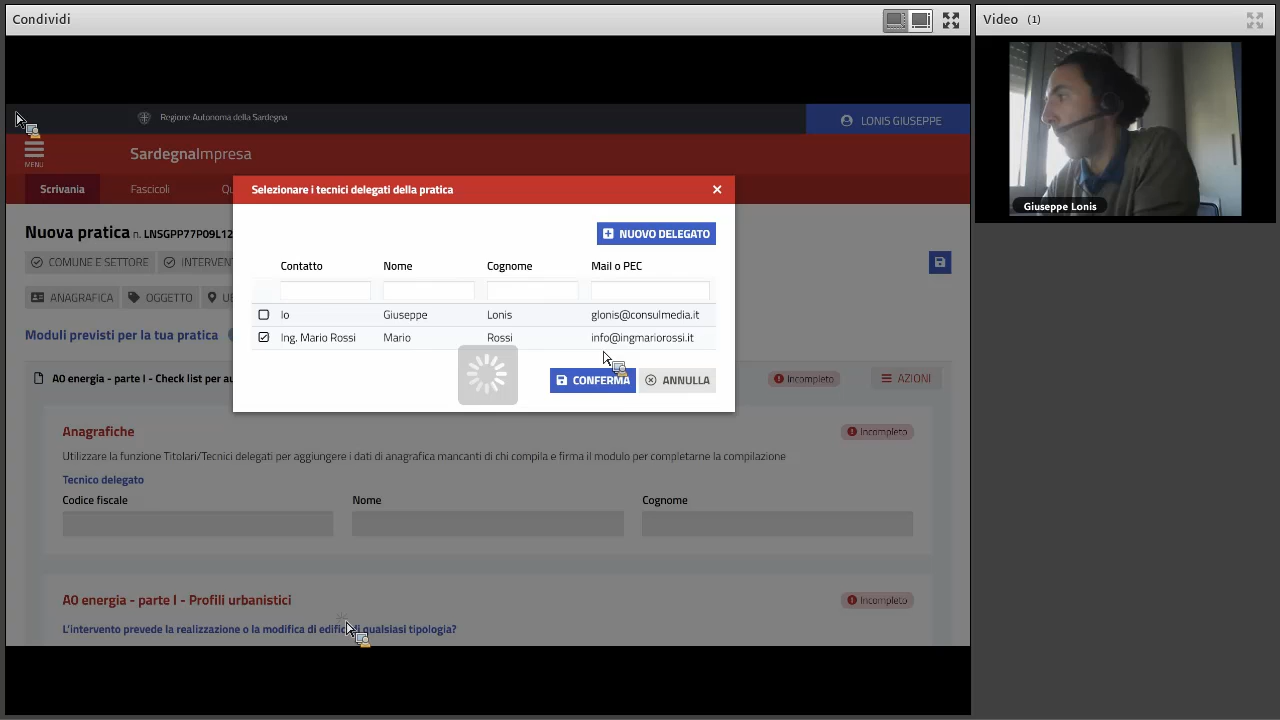 Condividi
Video (1)
Regione Autonoma della Sardegna
LONIS GIUSEPPE
MENU
SardegnaImpresa
Scrivania
Fascicoli
Selezionare i tecnici delegati della pratica
Giuseppe Lonis
Nuova pratica n. LNSGPP77P09L12
NUOVO DELEGATO
COMUNE E SETTORE
Contatto
Nome
Cognome
Mail o PEC
ANAGRAFICA
OGGETTO
Io
Giuseppe
Lonis
glonis@consulmedia.it
Moduli previsti per la tua pratica
Ing. Mario Rossi
Mario
Rossi
info@ingmariorossi.it
A0 energia - parte I - Check list per au
CONFERMA
ANNULLA
Incompleto
AZIONI
Anagrafiche
Incompleto
Utilizzare la funzione Titolari/Tecnici delegati per aggiungere i dati di anagrafica mancanti di chi compila e firma il modulo per completarne la compilazione
Tecnico delegato
Codice fiscale
Nome
Cognome
A0 energia - parte I - Profili urbanistici
Incompleto
L'intervento prevede la realizzazione o la modifica di edifici qualsiasi tipologia?